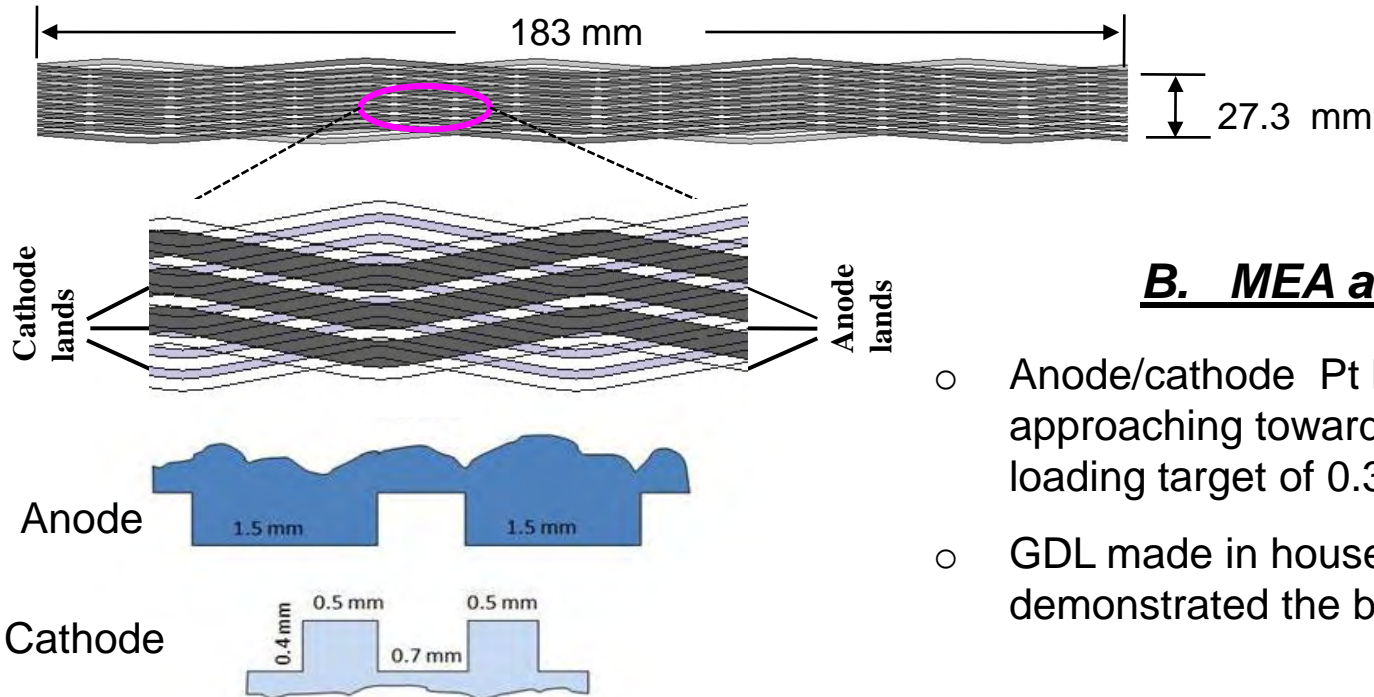 183 mm
27.3 mm
Cathode
lands
Anode
lands
B. MEA a
o Anode/cathode Pt
approaching toward
loading target of 0.3
o GDL made in house
demonstrated the b
Anode
1.5 mm 1.5 mm
Cathode
0.5 mm 0.5 mm
0.4 mm
0.7 mm